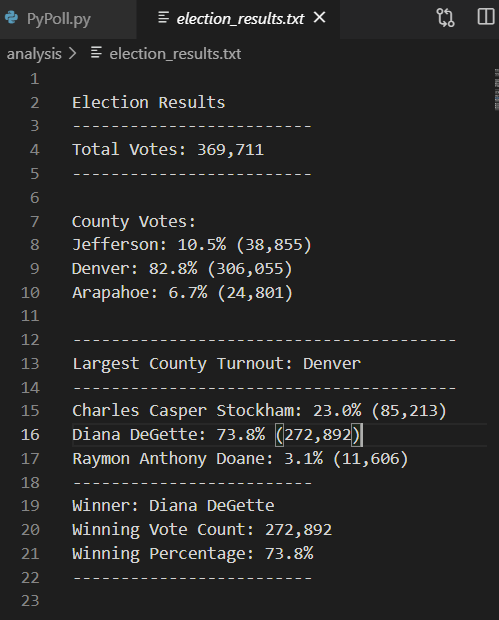 PyPoll.py election_results.txt
analysis > election_results.txt
1
2 Election Results
3 -------------------------
4 Total Votes: 369,711
5 -------------------------
6
7 County Votes:
8 Jefferson: 10.5% (38,855)
9 Denver: 82.8% (306,055)
10 Arapahoe: 6.7% (24,801)
11
12 ----------------------------------------
13 Largest County Turnout: Denver
14 ----------------------------------------
15 Charles Casper Stockham: 23.0% (85,213)
16 Diana DeGette: 73.8% (272,892)
17 Raymon Anthony Doane: 3.1% (11,606)
18 -------------------------
19 Winner: Diana DeGette
20 Winning Vote Count: 272,892
21 Winning Percentage: 73.8%
22 -------------------------
23